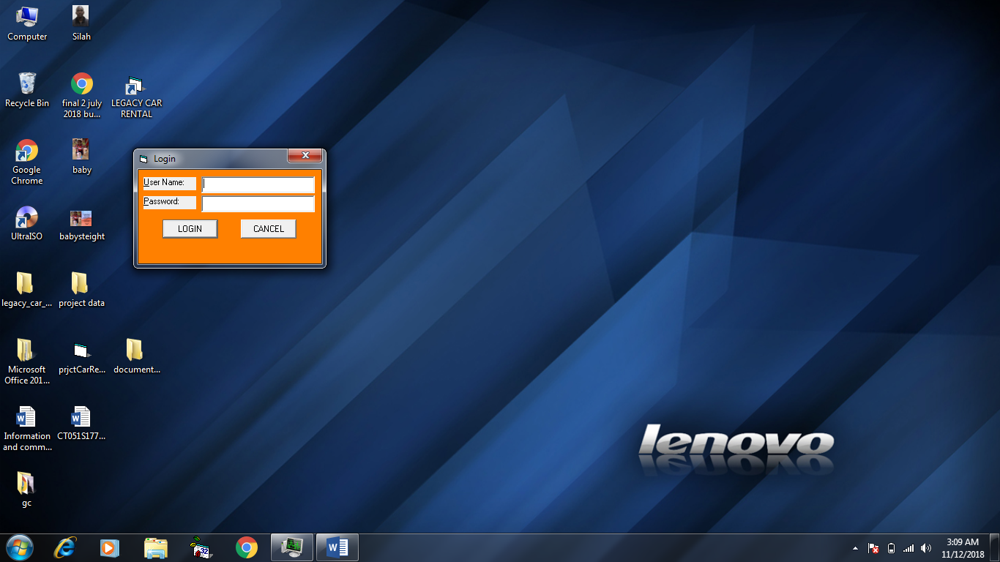 Computer
Silah
Recycle Bin
final 2 july
2018 bu...
LEGACY CAR
RENTAL
Google
Chrome
baby
Login
User Name:
Password:
LOGIN
CANCEL
UltraISO
babysteight
legacy_car_...
project data
Microsoft
Office 201...
prjctCarRe...
document...
Information
and comm...
CT051S177...
gc
lenovo
3:09 AM
11/12/2018